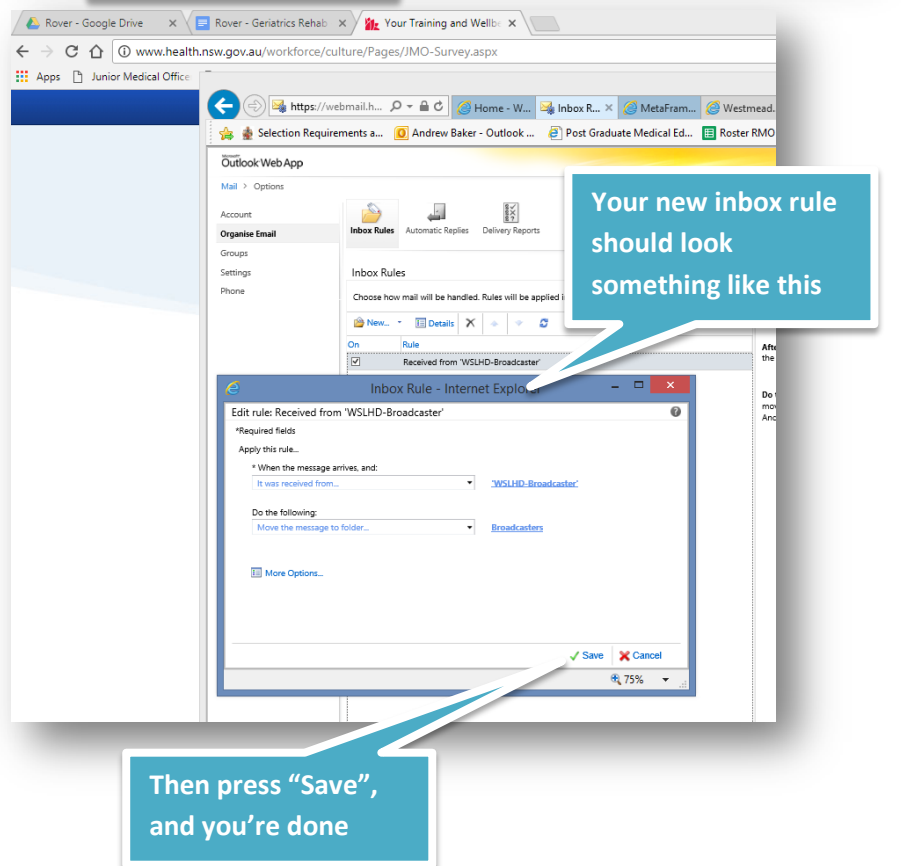 Rover - Google Drive
Rover - Geriatrics Rehab
Your Training and Wellbe
www.health.nsw.gov.au/workforce/culture/Pages/JMO-Survey.aspx
Apps
Junior Medical Office
https://webmail.h...
Home - W...
Inbox R...
MetaFram...
Westmead.
Selection Requirements a...
Andrew Baker - Outlook ...
Post Graduate Medical Ed...
Roster RMO
Microsoft
Outlook Web App
Mail > Options
Account
Organise Email
Groups
Settings
Phone
Inbox Rules
Automatic Replies
Delivery Reports
Your new inbox rule
should look
something like this
Inbox Rules
Choose how mail will be handled. Rules will be applied i
New...
Details
On
Rule
Received from 'WSLHD-Broadcaster'
Afte
the
Do
mov
Anc
Inbox Rule - Internet Explorer
Edit rule: Received from 'WSLHD-Broadcaster'
*Required fields
Apply this rule...
* When the message arrives, and:
It was received from...
'WSLHD-Broadcaster'
Do the following:
Move the message to folder...
Broadcasters
More Options...
Save
Cancel
75%
Then press “Save”,
and you’re done